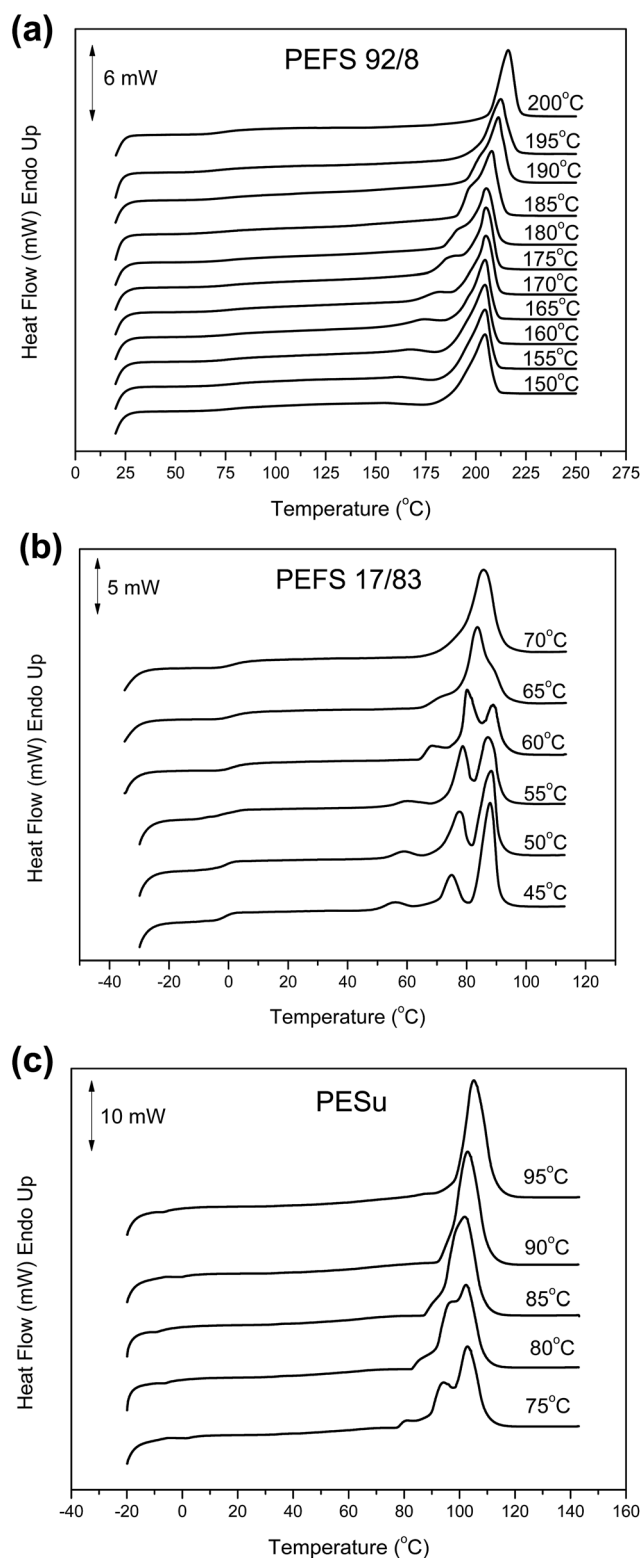 (a)
PEFS 92/8
6 mW
200°C
195°C
190°C
185°C
180°C
175°C
170°C
165°C
160°C
155°C
150°C
Heat Flow (mW) Endo Up
0 25 50 75 100 125 150 175 200 225 250 275
Temperature (°C)
(b)
PEFS 17/83
5 mW
70°C
65°C
60°C
55°C
50°C
45°C
Heat Flow (mW) Endo Up
-40 -20 0 20 40 60 80 100 120
Temperature (°C)
(c)
PESu
10 mW
95°C
90°C
85°C
80°C
75°C
Heat Flow (mW) Endo Up
-40 -20 0 20 40 60 80 100 120 140 160
Temperature (°C)